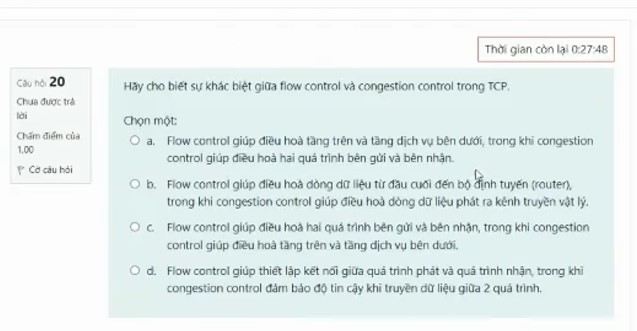 Thời gian còn lại 0:27:48
Câu hỏi 20
Chưa được trả
lời
Chấm điểm của
1,00
Cờ câu hỏi
Hãy cho biết sự khác biệt giữa flow control và congestion control trong TCP.
Chọn một:
a. Flow control giúp điều hoà tầng trên và tầng dịch vụ bên dưới, trong khi congestion
control giúp điều hoà hai quá trình bên gửi và bên nhận.
b. Flow control giúp điều hoà dòng dữ liệu từ đầu cuối đến bộ định tuyến (router),
trong khi congestion control giúp điều hoà dòng dữ liệu phát ra kênh truyền vật lý.
c. Flow control giúp điều hoà hai quá trình bên gửi và bên nhận, trong khi congestion
control giúp điều hoà tầng trên và tầng dịch vụ bên dưới.
d. Flow control giúp thiết lập kết nối giữa quá trình phát và quá trình nhận, trong khi
congestion control đảm bảo độ tin cậy khi truyền dữ liệu giữa 2 quá trình.